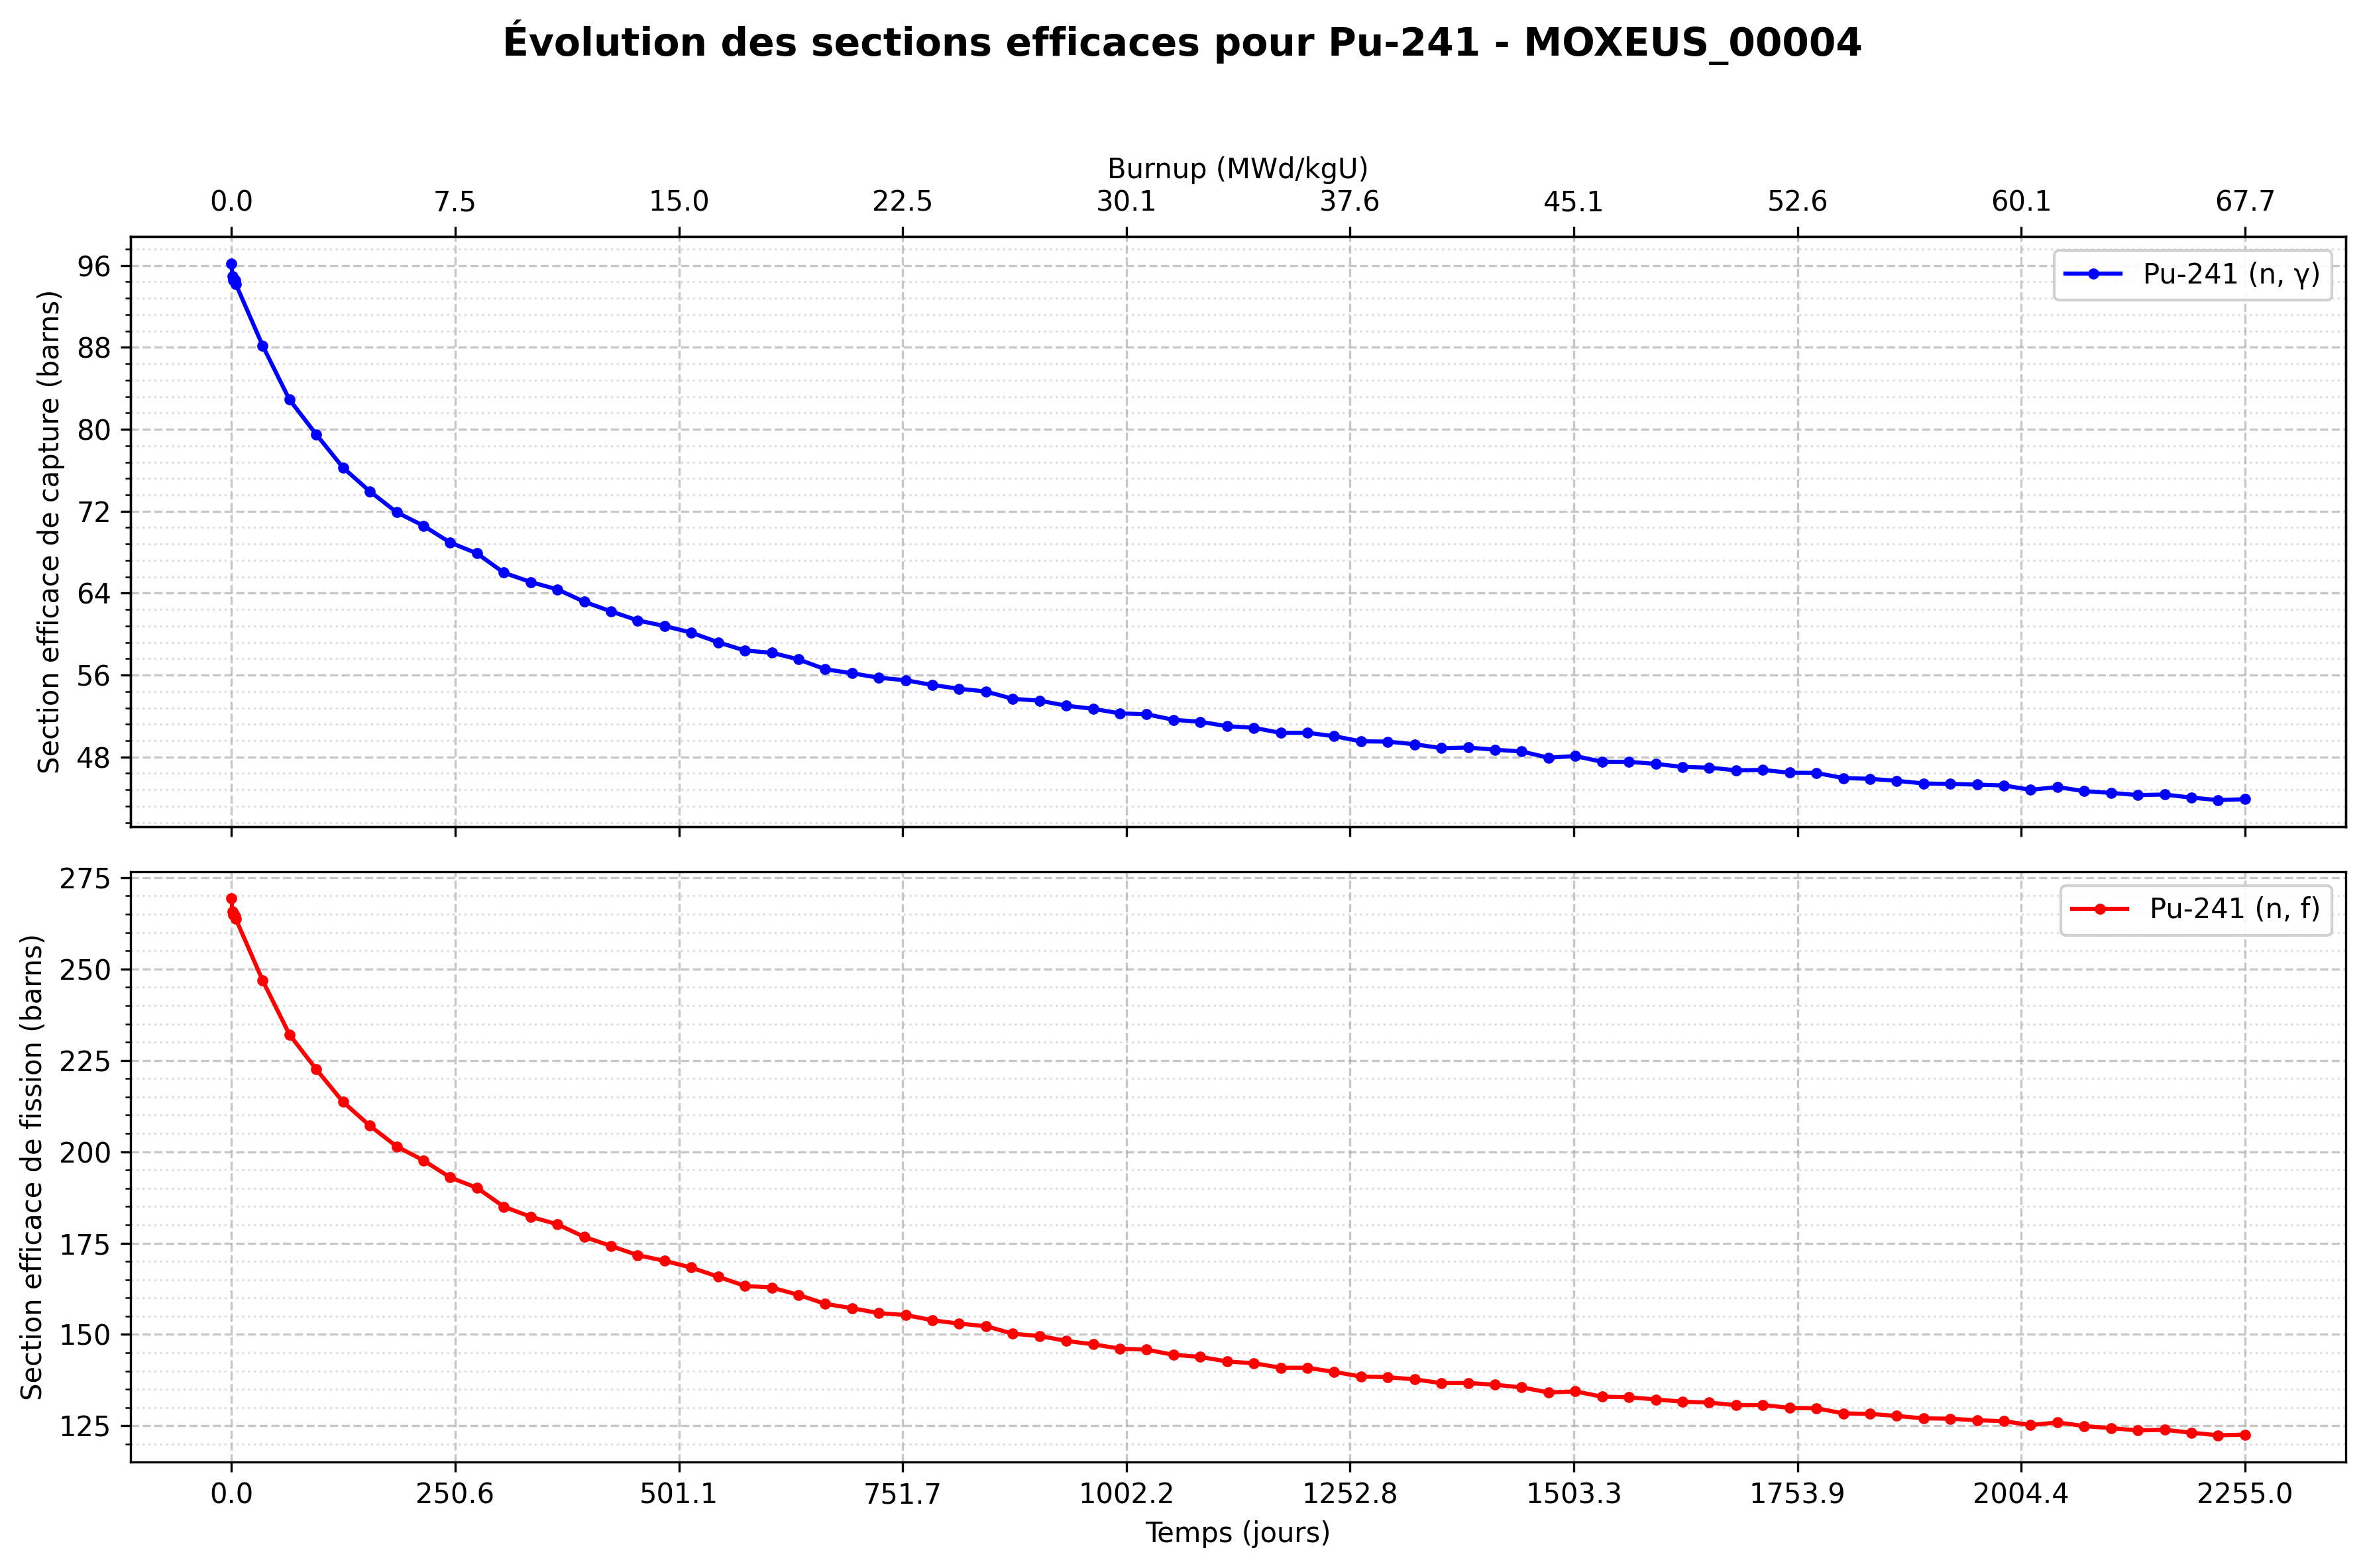 Évolution des sections efficaces pour Pu-241 - MOXEUS_00004
Burnup (MWd/kgU)
0.0 7.5 15.0 22.5 30.1 37.6 45.1 52.6 60.1 67.7
Section efficace de capture (barns)
96
88
80
72
64
56
48
Pu-241 (n, γ)
Section efficace de fission (barns)
275
250
225
200
175
150
125
Pu-241 (n, f)
0.0 250.6 501.1 751.7 1002.2 1252.8 1503.3 1753.9 2004.4 2255.0
Temps (jours)